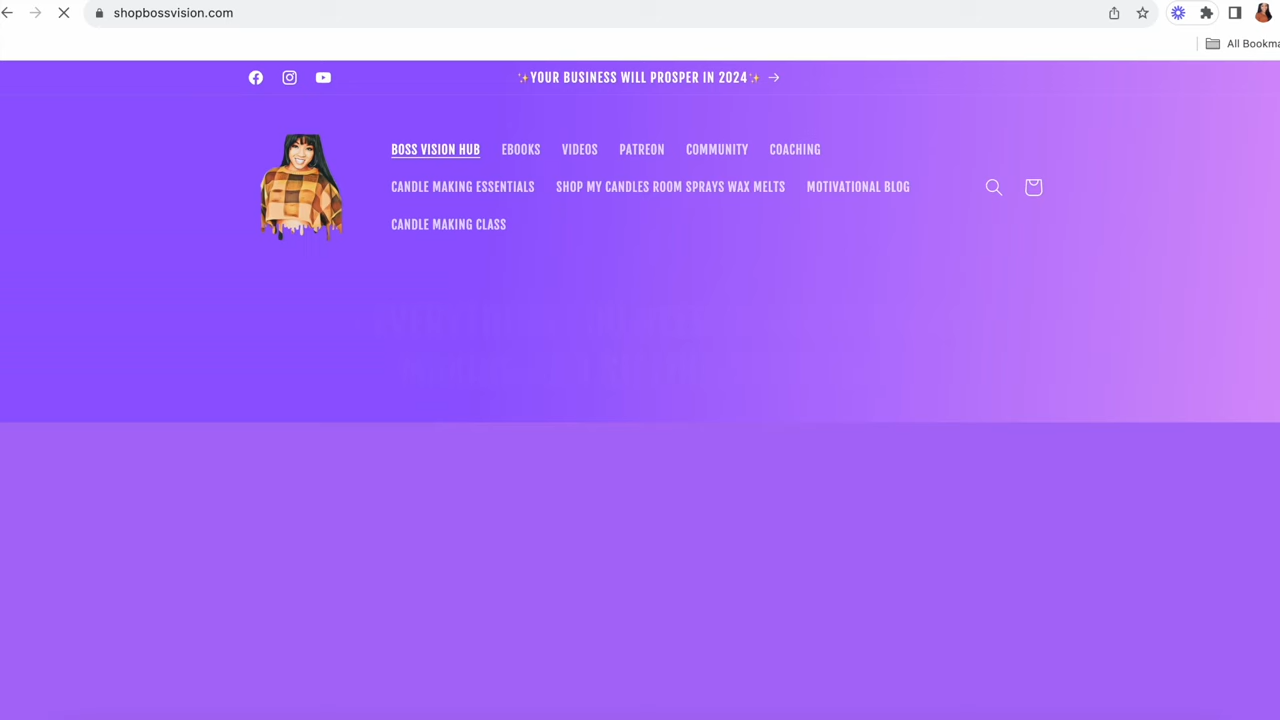 shopbossvision.com
All Bookma
✨YOUR BUSINESS WILL PROSPER IN 2024✨
BOSS VISION HUB EBOOKS VIDEOS PATREON COMMUNITY COACHING
CANDLE MAKING ESSENTIALS SHOP MY CANDLES ROOM SPRAYS WAX MELTS MOTIVATIONAL BLOG
CANDLE MAKING CLASS